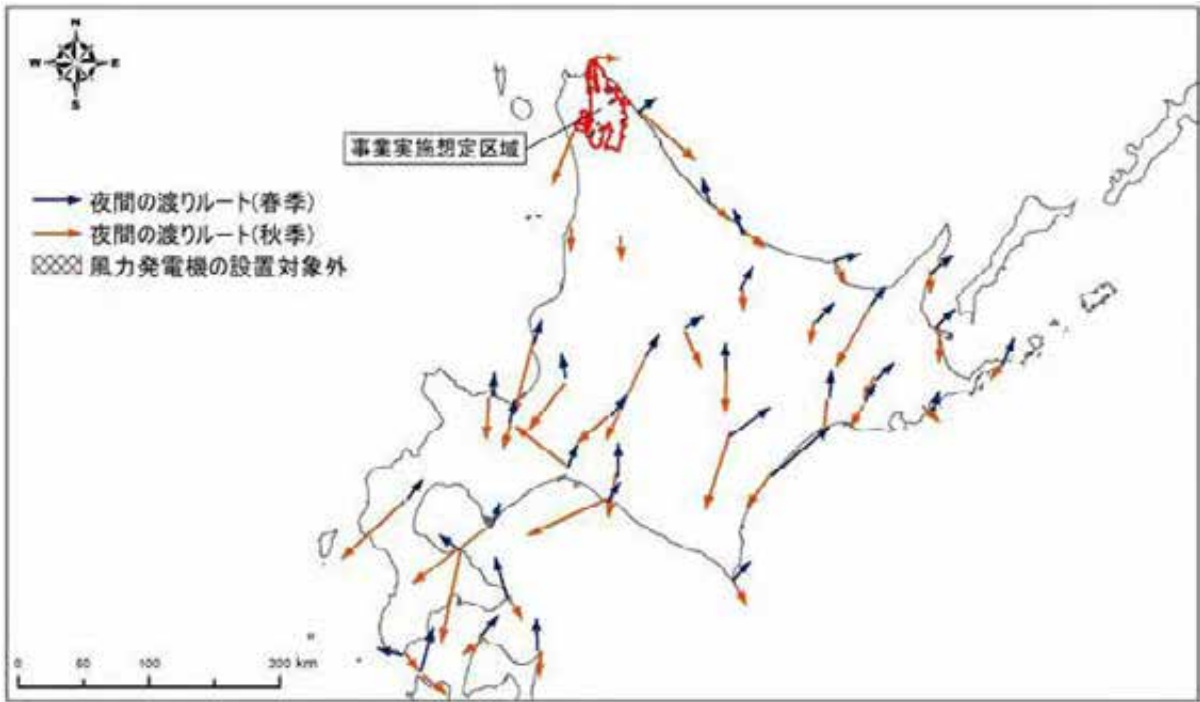 N
W E
S
事業実施想定区域
夜間の渡りルート(春季)
夜間の渡りルート(秋季)
風力発電機の設置対象外
0 50 100 200 km